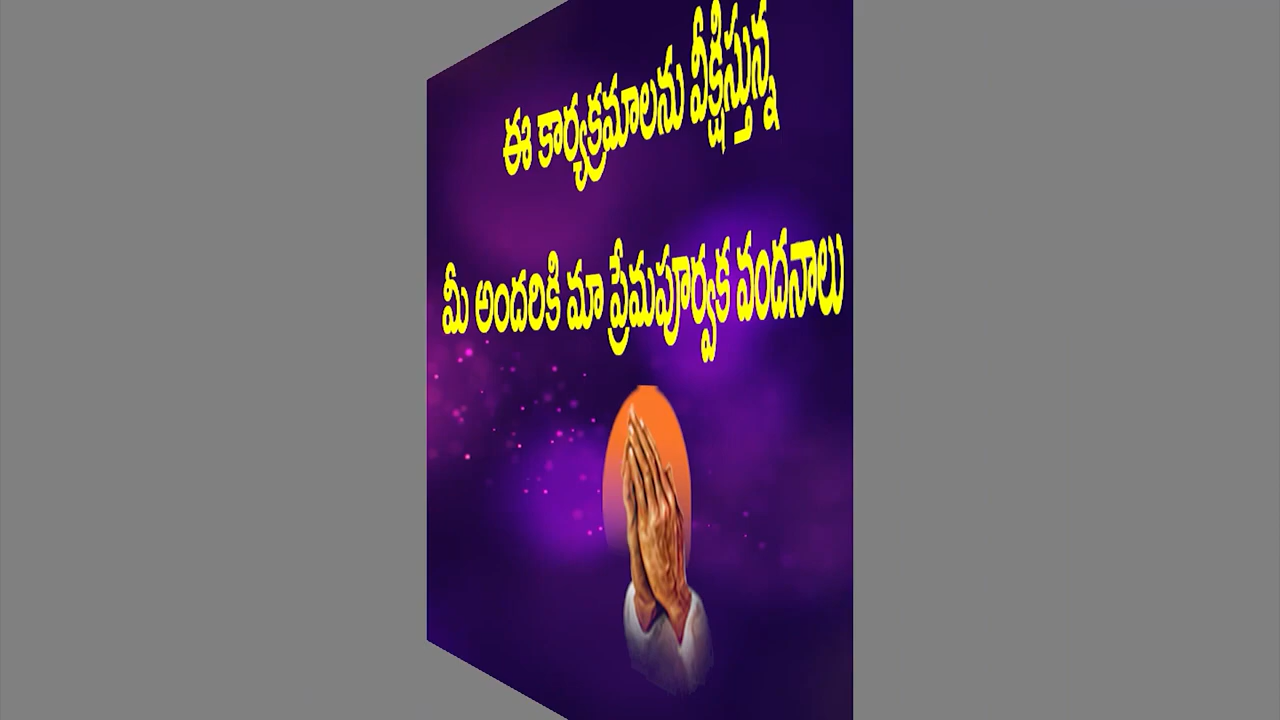 ఈ కార్యక్రమాలను వీక్షిస్తున్న
మీ అందరికి మా ప్రేమపూర్వక వందనాలు